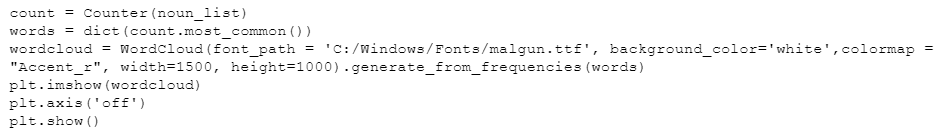 count = Counter(noun_list)
words = dict(count.most_common())
wordcloud = WordCloud(font_path = 'C:/Windows/Fonts/malgun.ttf', background_color='white',colormap =
"Accent_r", width=1500, height=1000).generate_from_frequencies(words)
plt.imshow(wordcloud)
plt.axis('off')
plt.show()